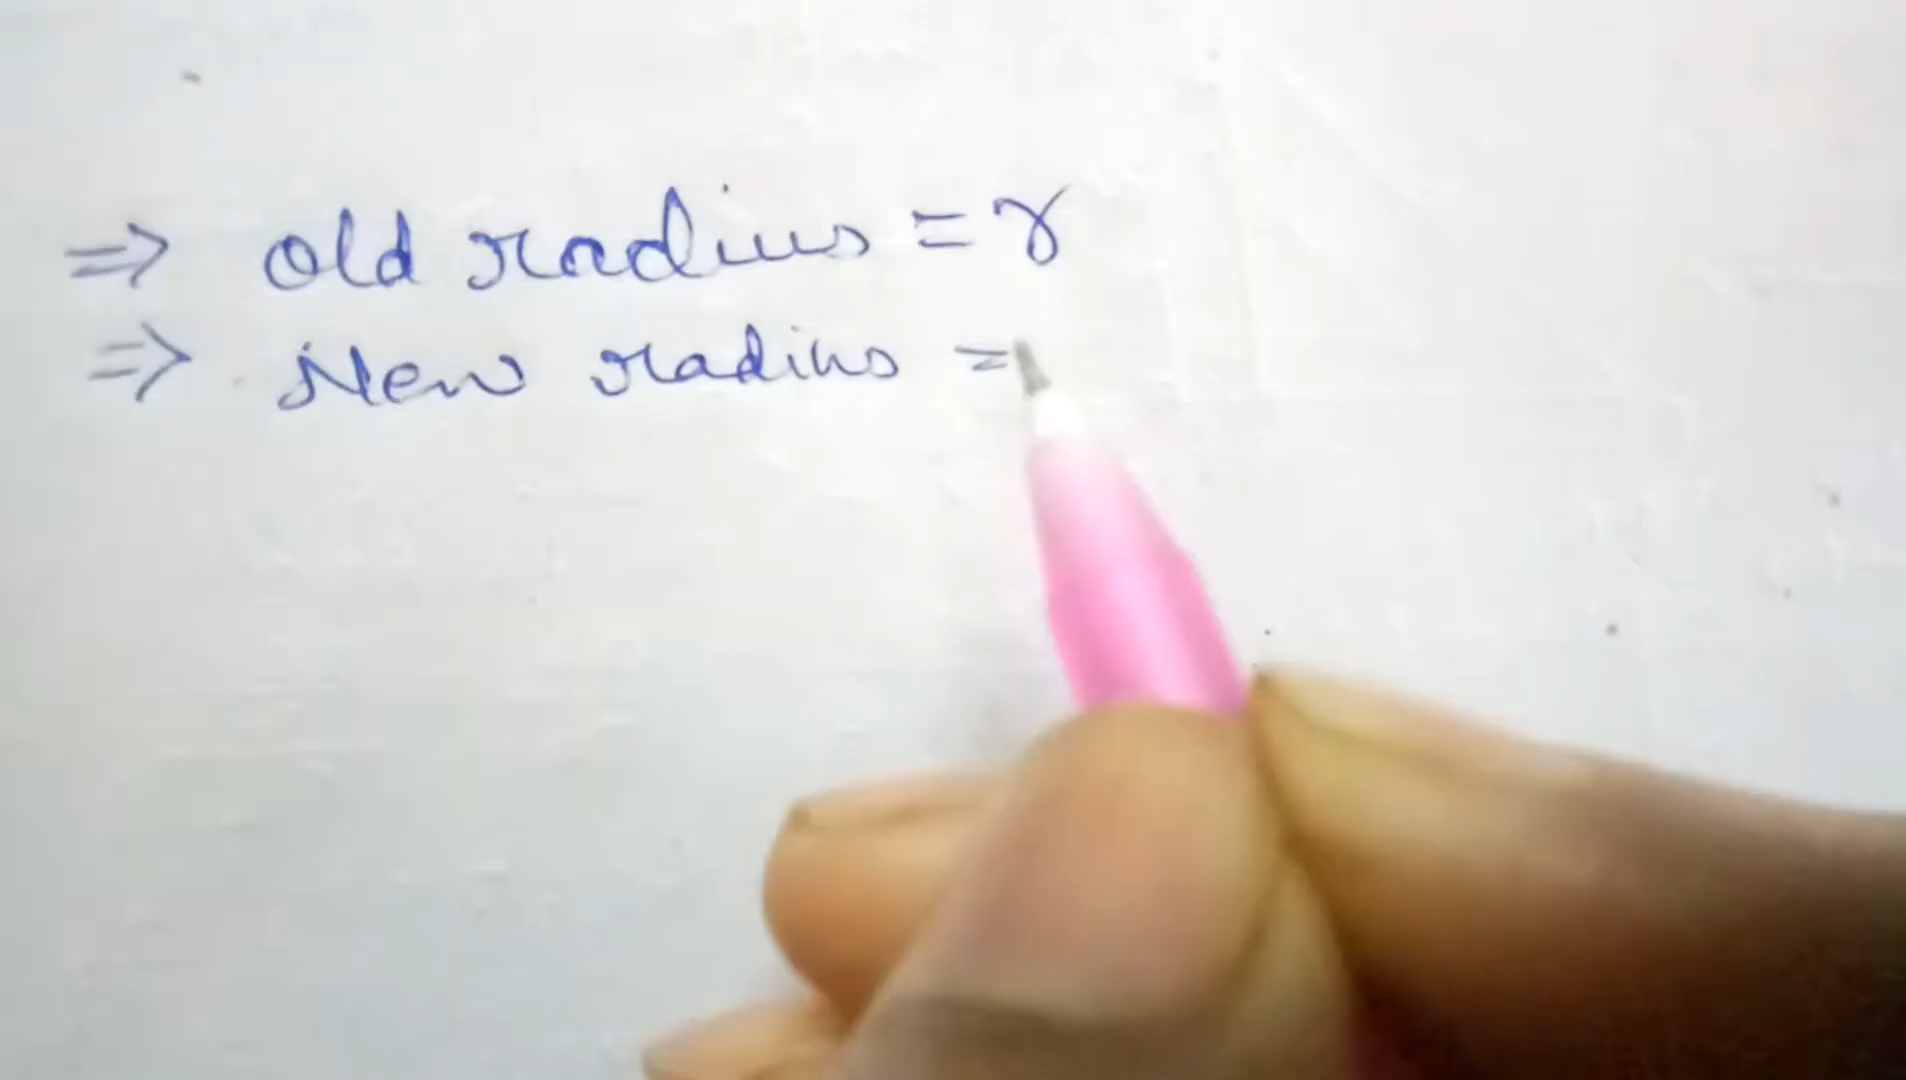 ⇒ old radius = r
⇒ New radius =